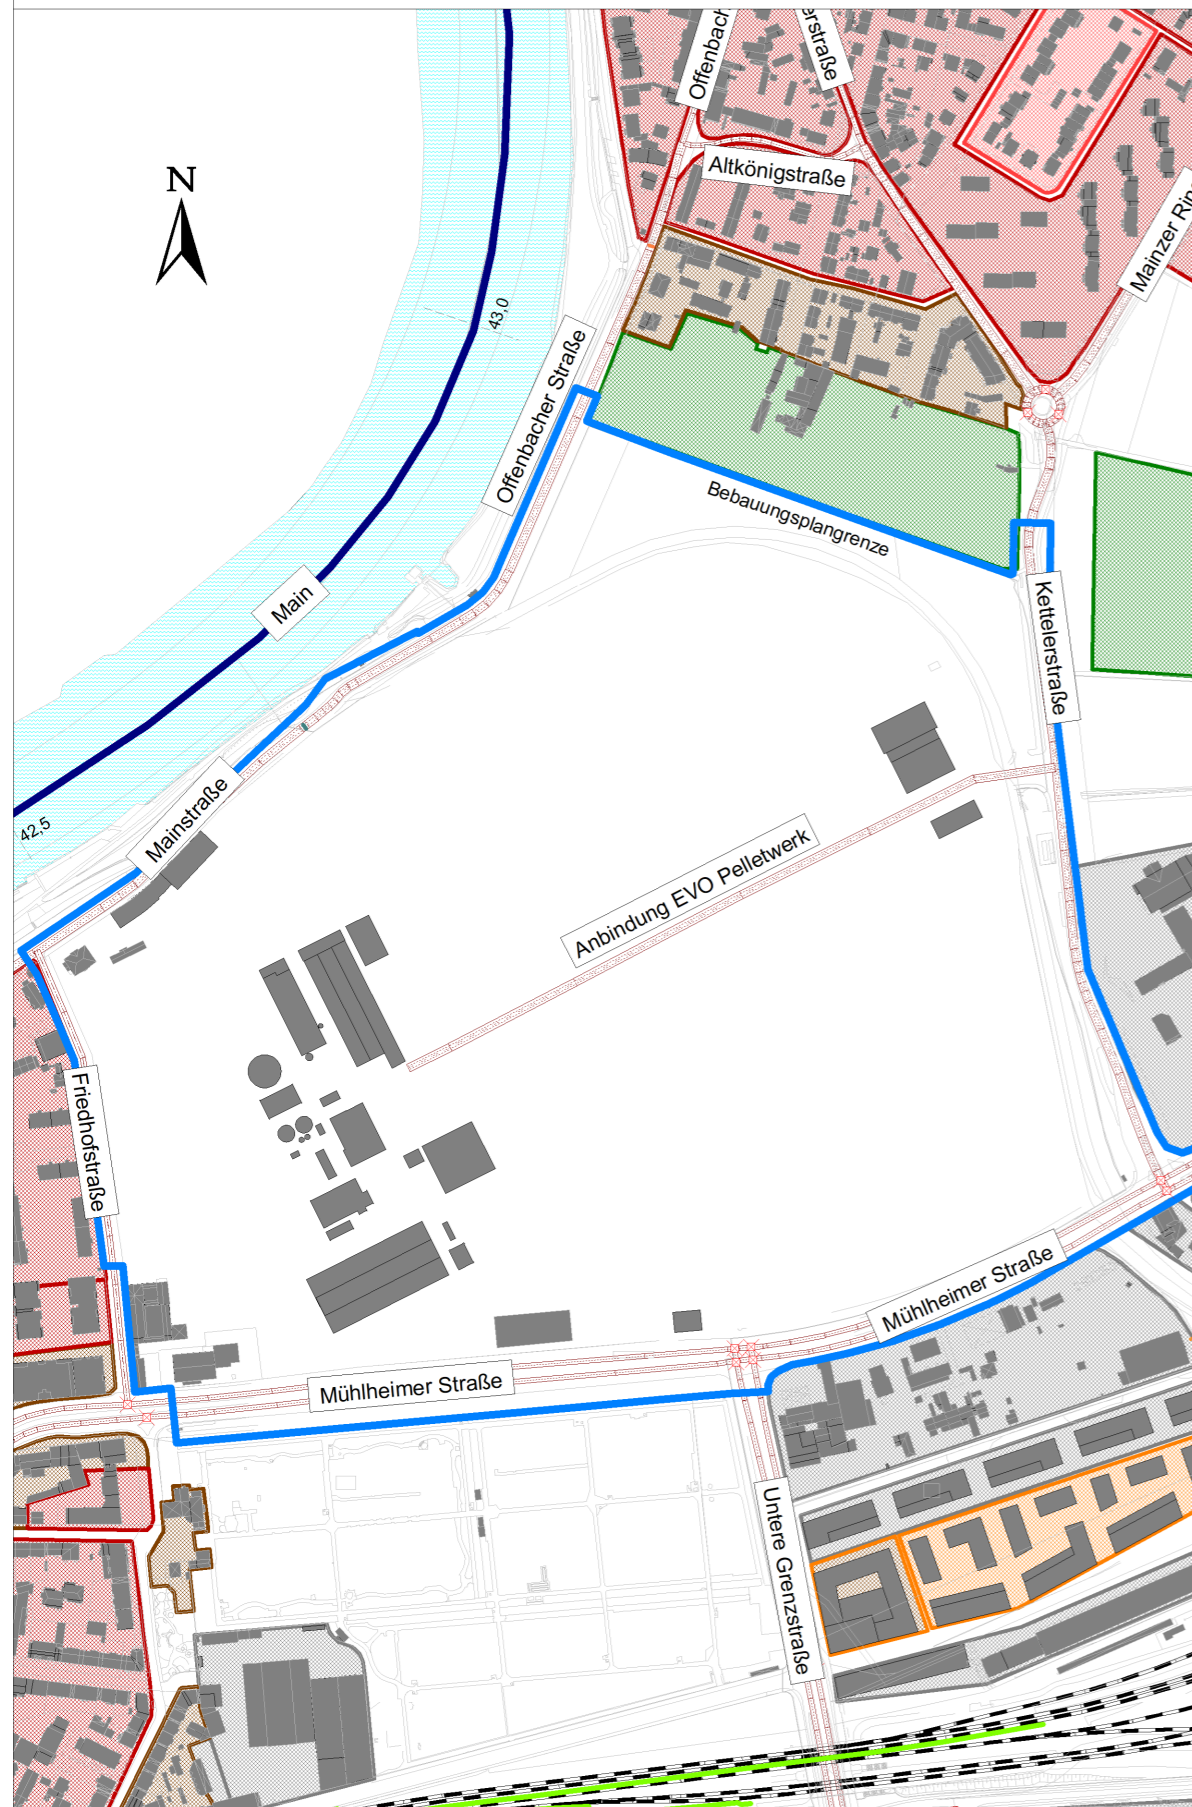 Offenbach
erstraße
N
Altkönigstraße
Mainzer Rin
43,0
Offenbacher Straße
Bebauungsplangrenze
Main
Kettelerstraße
Mainstraße
42,5
Anbindung EVO Pelletwerk
Friedhofstraße
Mühlheimer Straße
Mühlheimer Straße
Untere Grenzstraße